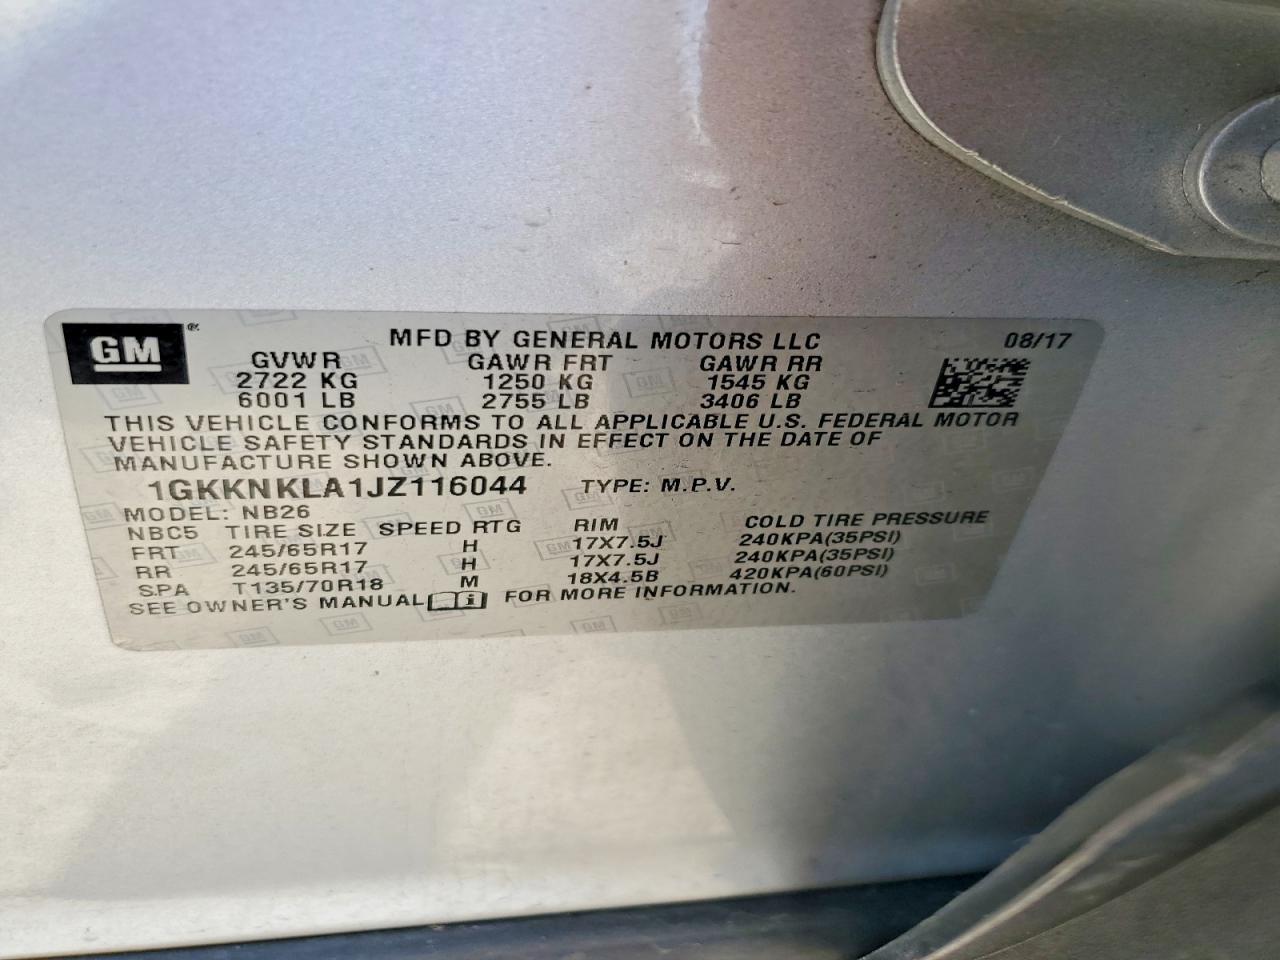 GM ® MFD BY GENERAL MOTORS LLC 08/17
GVWR GAWR FRT GAWR RR
2722 KG 1250 KG 1545 KG
6001 LB 2755 LB 3406 LB
THIS VEHICLE CONFORMS TO ALL APPLICABLE U.S. FEDERAL MOTOR
VEHICLE SAFETY STANDARDS IN EFFECT ON THE DATE OF
MANUFACTURE SHOWN ABOVE.
1GKKNKLA1JZ116044 TYPE: M.P.V.
MODEL: NB26
NBC5 TIRE SIZE SPEED RTG RIM COLD TIRE PRESSURE
FRT 245/65R17 H 17X7.5J 240KPA(35PSI)
RR 245/65R17 H 17X7.5J 240KPA(35PSI)
SPA T135/70R18 M 18X4.5B 420KPA(60PSI)
SEE OWNER'S MANUAL i FOR MORE INFORMATION.